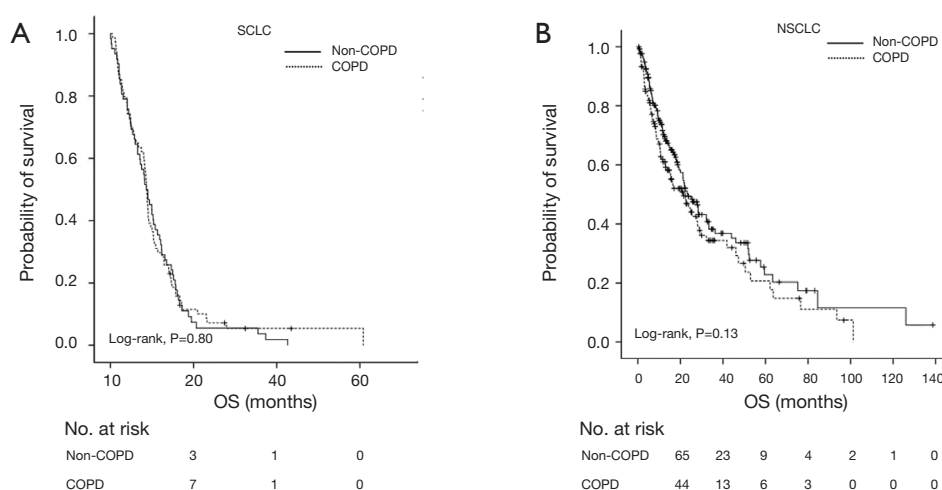 A
SCLC
Non-COPD
COPD
Probability of survival
1.0
0.8
0.6
0.4
0.2
0.0
Log-rank, P=0.80
10 20 40 60
OS (months)
No. at risk
Non-COPD 3 1 0
COPD 7 1 0
B
NSCLC
Non-COPD
COPD
Probability of survival
1.0
0.8
0.6
0.4
0.2
0.0
Log-rank, P=0.13
0 20 40 60 80 100 120 140
OS (months)
No. at risk
Non-COPD 65 23 9 4 2 1 0
COPD 44 13 6 3 0 0 0